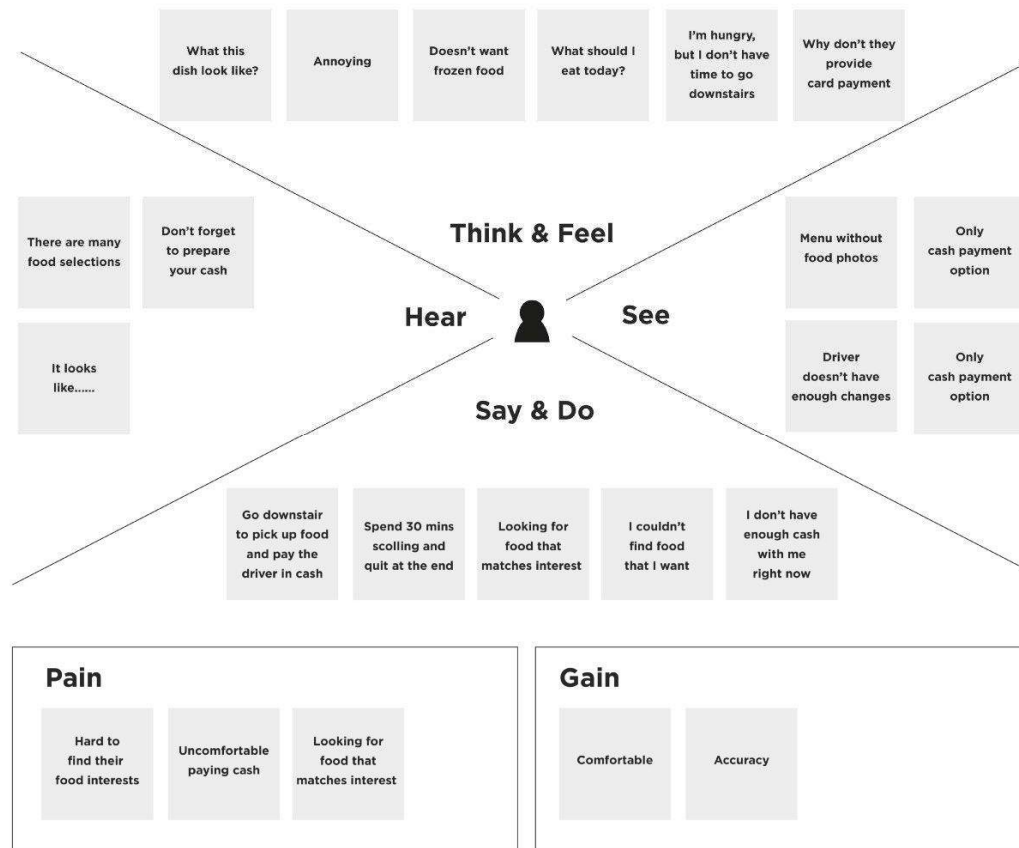 What this
dish look like?
Annoying
Doesn't want
frozen food
What should I
eat today?
I'm hungry,
but I don't have
time to go
downstairs
Why don't they
provide
card payment
Think & Feel
There are many
food selections
Don't forget
to prepare
your cash
It looks
like......
Hear
See
Menu without
food photos
Only
cash payment
option
Driver
doesn't have
enough changes
Only
cash payment
option
Say & Do
Go downstair
to pick up food
and pay the
driver in cash
Spend 30 mins
scolling and
quit at the end
Looking for
food that
matches interest
I couldn't
find food
that I want
I don't have
enough cash
with me
right now
Pain
Hard to
find their
food interests
Uncomfortable
paying cash
Looking for
food that
matches interest
Gain
Comfortable
Accuracy